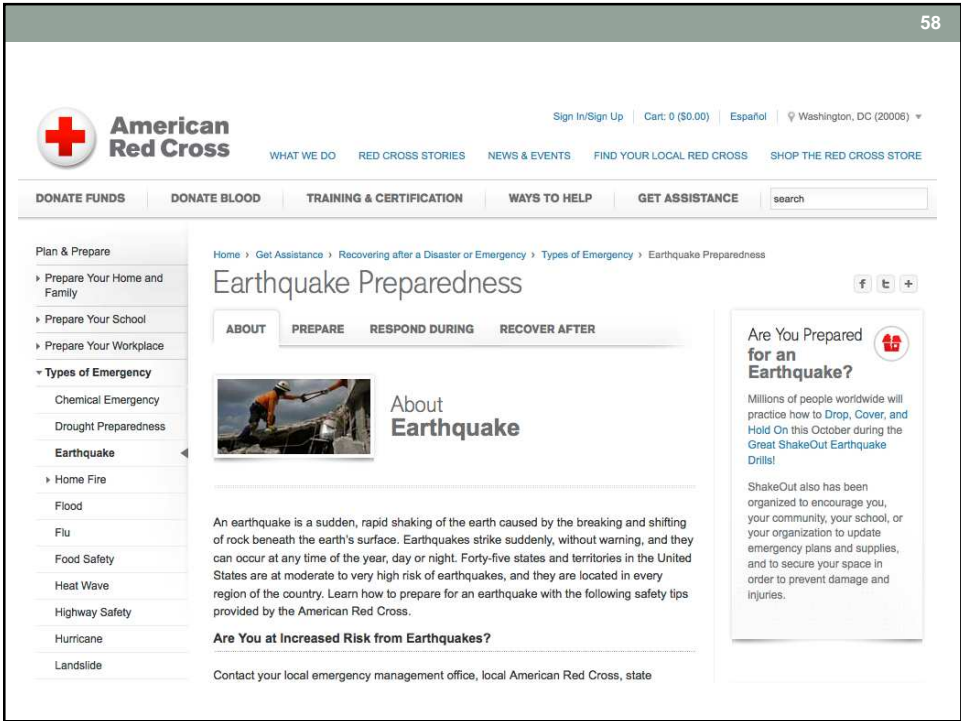 58
American
Red Cross
Sign In/Sign Up Cart: 0 ($0.00) Español Washington, DC (20006)
WHAT WE DO RED CROSS STORIES NEWS & EVENTS FIND YOUR LOCAL RED CROSS SHOP THE RED CROSS STORE
DONATE FUNDS DONATE BLOOD TRAINING & CERTIFICATION WAYS TO HELP GET ASSISTANCE search
Plan & Prepare
Prepare Your Home and
Family
Prepare Your School
Prepare Your Workplace
Types of Emergency
Chemical Emergency
Drought Preparedness
Earthquake
Home Fire
Flood
Flu
Food Safety
Heat Wave
Highway Safety
Hurricane
Landslide
Home › Get Assistance › Recovering after a Disaster or Emergency › Types of Emergency › Earthquake Preparedness
Earthquake Preparedness
f t +
ABOUT PREPARE RESPOND DURING RECOVER AFTER
About
Earthquake
An earthquake is a sudden, rapid shaking of the earth caused by the breaking and shifting
of rock beneath the earth's surface. Earthquakes strike suddenly, without warning, and they
can occur at any time of the year, day or night. Forty-five states and territories in the United
States are at moderate to very high risk of earthquakes, and they are located in every
region of the country. Learn how to prepare for an earthquake with the following safety tips
provided by the American Red Cross.
Are You at Increased Risk from Earthquakes?
Contact your local emergency management office, local American Red Cross, state
Are You Prepared
for an
Earthquake?
Millions of people worldwide will
practice how to Drop, Cover, and
Hold On this October during the
Great ShakeOut Earthquake
Drills!
ShakeOut also has been
organized to encourage you,
your community, your school, or
your organization to update
emergency plans and supplies,
and to secure your space in
order to prevent damage and
injuries.